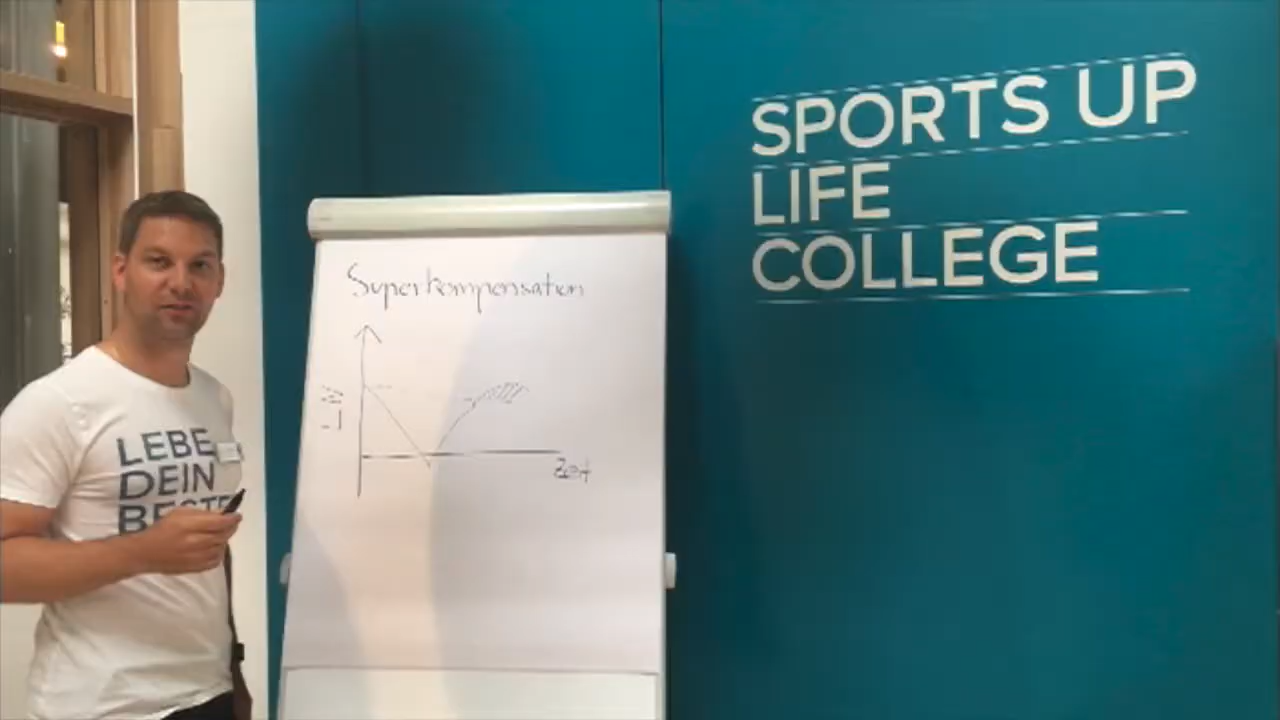 SPORTS UP
LIFE
COLLEGE
Superkompensation
Zeit
LEBE
DEIN